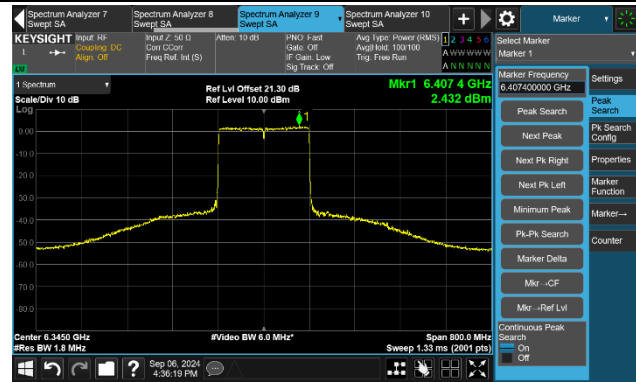 Spectrum Analyzer 7
Swept SA
Spectrum Analyzer 8
Swept SA
Spectrum Analyzer 9
Swept SA
Spectrum Analyzer 10
Swept SA
+
Marker
KEYSIGHT
Input: RF
Coupling: DC
Align: Off
Input Z: 50 Ω
Corr CCorr
Freq Ref: Int (S)
Atten: 10 dB
PNO: Fast
Gate: Off
IF Gain: Low
Sig Track: Off
Avg Type: Power (RMS)
Avg|Hold: 100/100
Trig: Free Run
1 2 3 4 5 6
A W W W W W
A N N N N N
Select Marker
Marker 1
1 Spectrum
Scale/Div 10 dB
Log
Ref Lvl Offset 21.30 dB
Ref Level 10.00 dBm
Mkr1 6.407 4 GHz
2.432 dBm
1
0.00
-10.0
-20.0
-30.0
-40.0
-50.0
-60.0
-70.0
-80.0
Center 6.3450 GHz
#Res BW 1.8 MHz
#Video BW 6.0 MHz*
Span 800.0 MHz
Sweep 1.33 ms (2001 pts)
Marker Frequency
6.407400000 GHz
Peak Search
Next Peak
Next Pk Right
Next Pk Left
Minimum Peak
Pk-Pk Search
Marker Delta
Mkr→CF
Mkr→Ref Lvl
Continuous Peak
Search
On
Off
Settings
Peak
Search
Pk Search
Config
Properties
Marker
Function
Marker→
Counter
?
Sep 06, 2024
4:36:19 PM